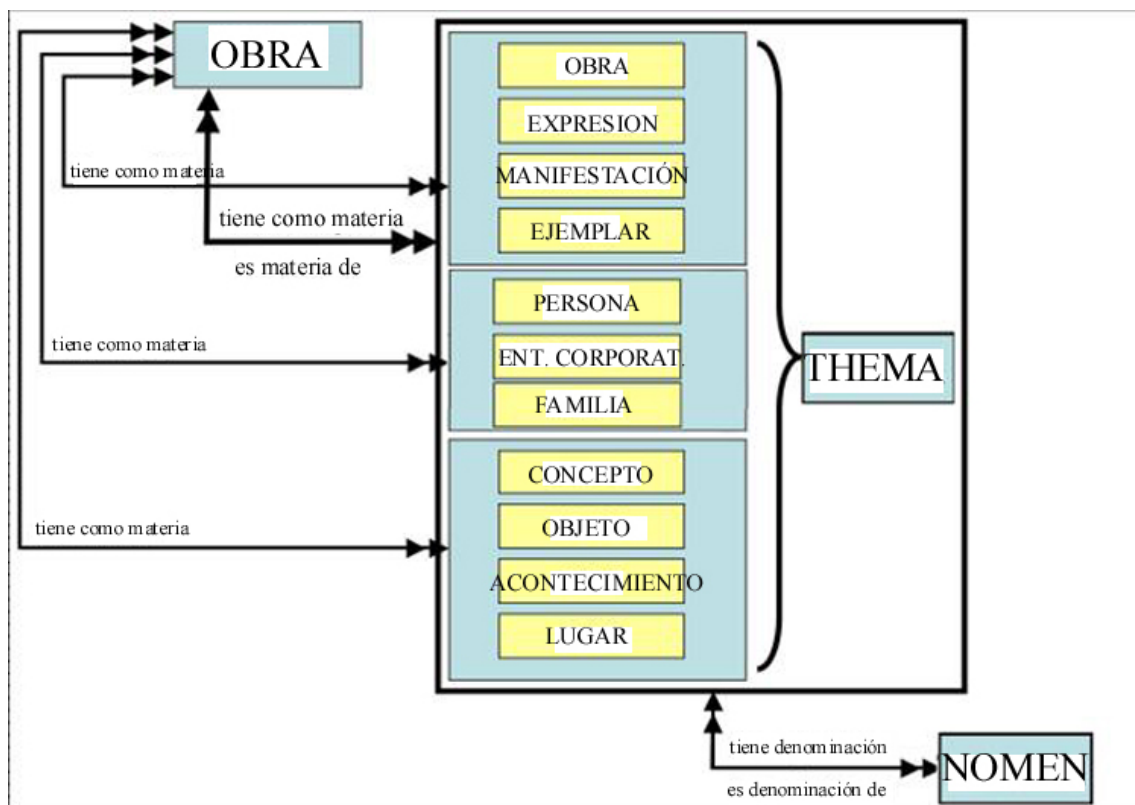 OBRA
OBRA
EXPRESION
MANIFESTACIÓN
EJEMPLAR
tiene como materia
tiene como materia
es materia de
PERSONA
ENT. CORPORAT.
FAMILIA
tiene como materia
THEMA
CONCEPTO
OBJETO
ACONTECIMIENTO
LUGAR
tiene como materia
tiene denominación
es denominación de
NOMEN